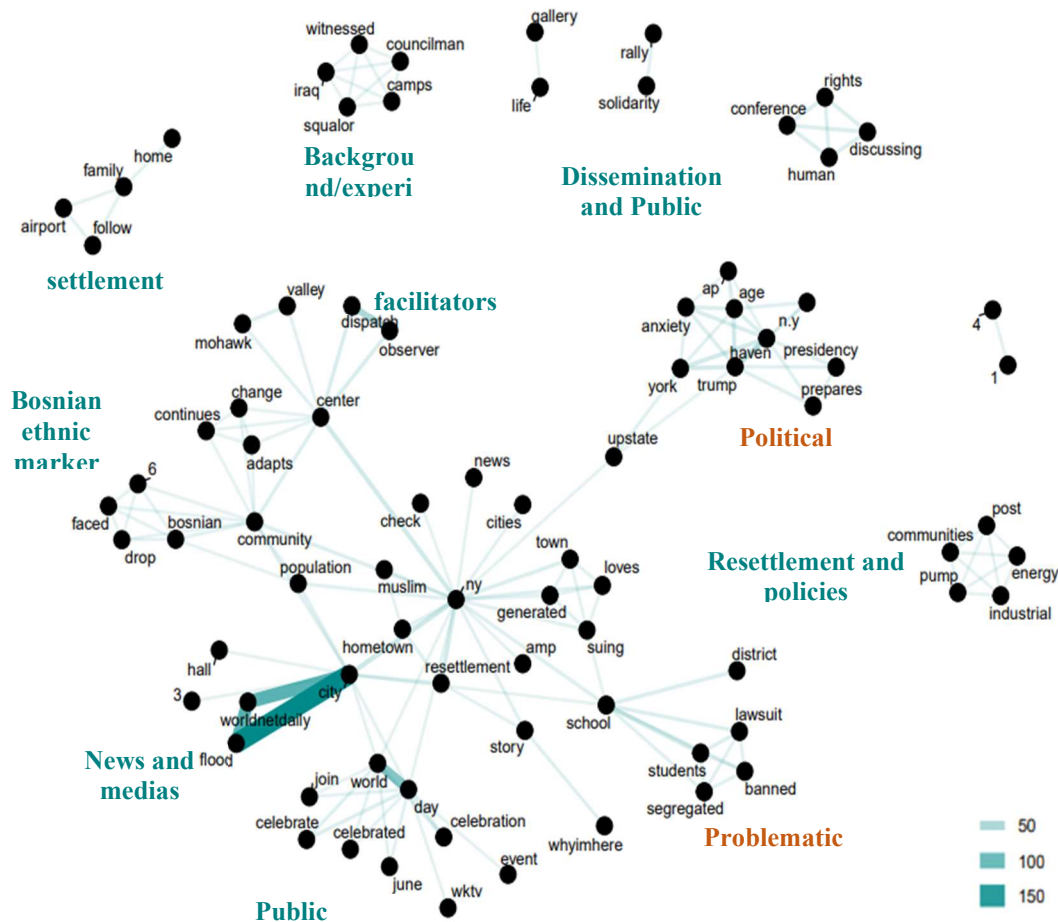 witnessed
councilman
iraq
camps
squalor
Backgrou
nd/experi
gallery
life
rally
solidarity
rights
conference
discussing
human
Dissemination
and Public
home
family
airport
follow
settlement
valley
facilitators
dispatch
mohawk
observer
ap
age
anxiety
n.y
haven
presidency
york
trump
prepares
Political
4
1
Bosnian
ethnic
marker
change
continues
center
adapts
6
faced
bosnian
drop
community
upstate
news
check
cities
population
muslim
ny
town
loves
generated
suing
Resettlement and
policies
post
communities
pump
energy
industrial
hometown
amp
hall
resettlement
3
city
worldnetdaily
flood
News and
medias
school
district
story
lawsuit
students
banned
segregated
Problematic
join
world
day
celebrate
celebrated
celebration
june
event
wktv
whyimhere
Public
50
100
150